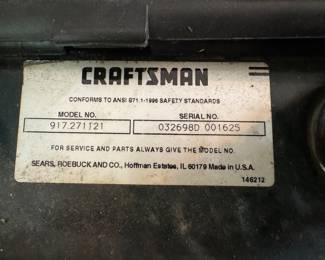 CRAFTSMAN
CONFORMS TO ANSI B71.1-1996 SAFETY STANDARDS
MODEL NO. SERIAL NO.
917.271121 032698D 001625
FOR SERVICE AND PARTS ALWAYS GIVE THE MODEL NO.
SEARS, ROEBUCK AND CO., Hoffman Estates, IL 60179 Made in U.S.A.
146212